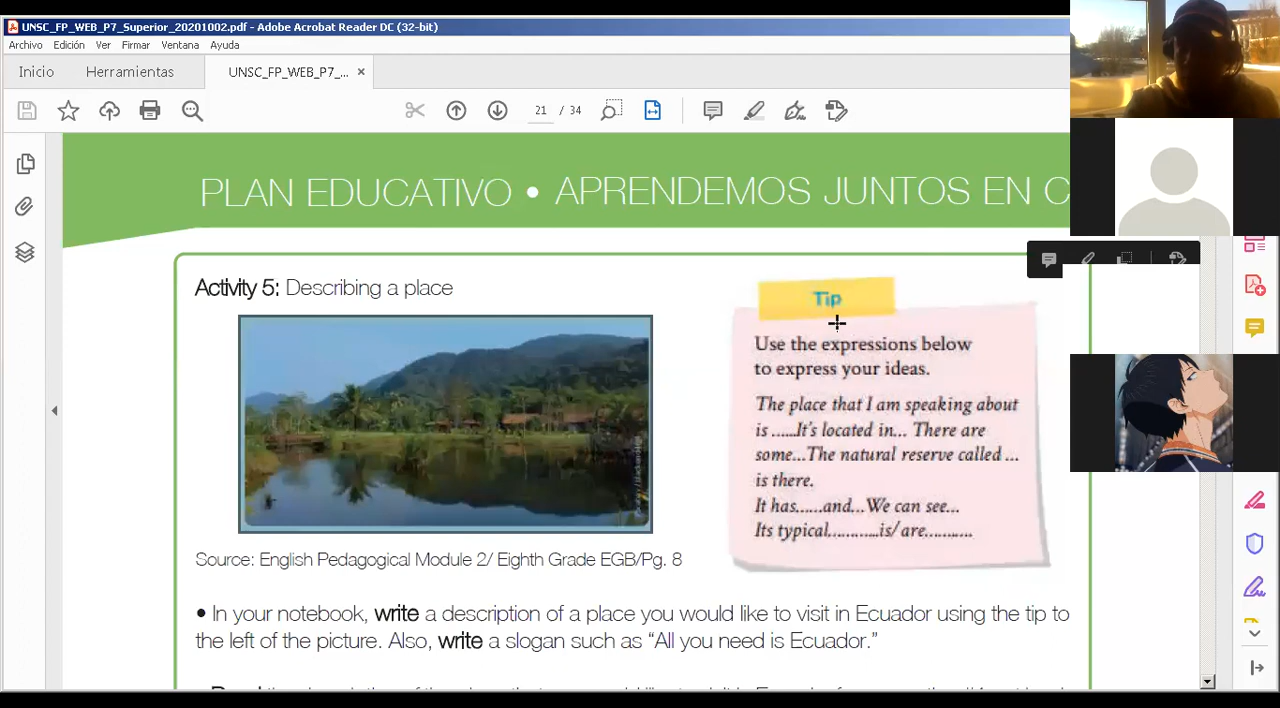 UNSC_FP_WEB_P7_Superior_20201002.pdf - Adobe Acrobat Reader DC (32-bit)
Archivo Edición Ver Firmar Ventana Ayuda
Inicio Herramientas UNSC_FP_WEB_P7_... ×
21 / 34
PLAN EDUCATIVO • APRENDEMOS JUNTOS EN C
Activity 5: Describing a place
Tip
Use the expressions below
to express your ideas.
The place that I am speaking about
is ......It's located in... There are
some...The natural reserve called ...
is there.
It has......and...We can see...
Its typical............is/ are..........
Source: English Pedagogical Module 2/ Eighth Grade EGB/Pg. 8
• In your notebook, write a description of a place you would like to visit in Ecuador using the tip to
the left of the picture. Also, write a slogan such as “All you need is Ecuador.”